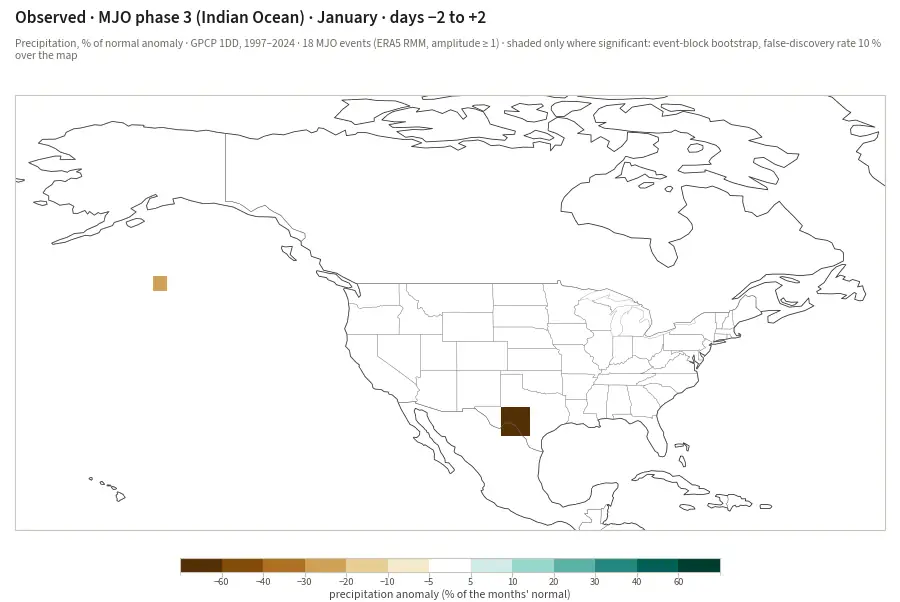 Observed · MJO phase 3 (Indian Ocean) · January · days −2 to +2
Precipitation, % of normal anomaly · GPCP 1DD, 1997–2024 · 18 MJO events (ERA5 RMM, amplitude ≥ 1) · shaded only where significant: event-block bootstrap, false-discovery rate 10 %
over the map
−60 −40 −30 −20 −10 −5 5 10 20 30 40 60
precipitation anomaly (% of the months' normal)